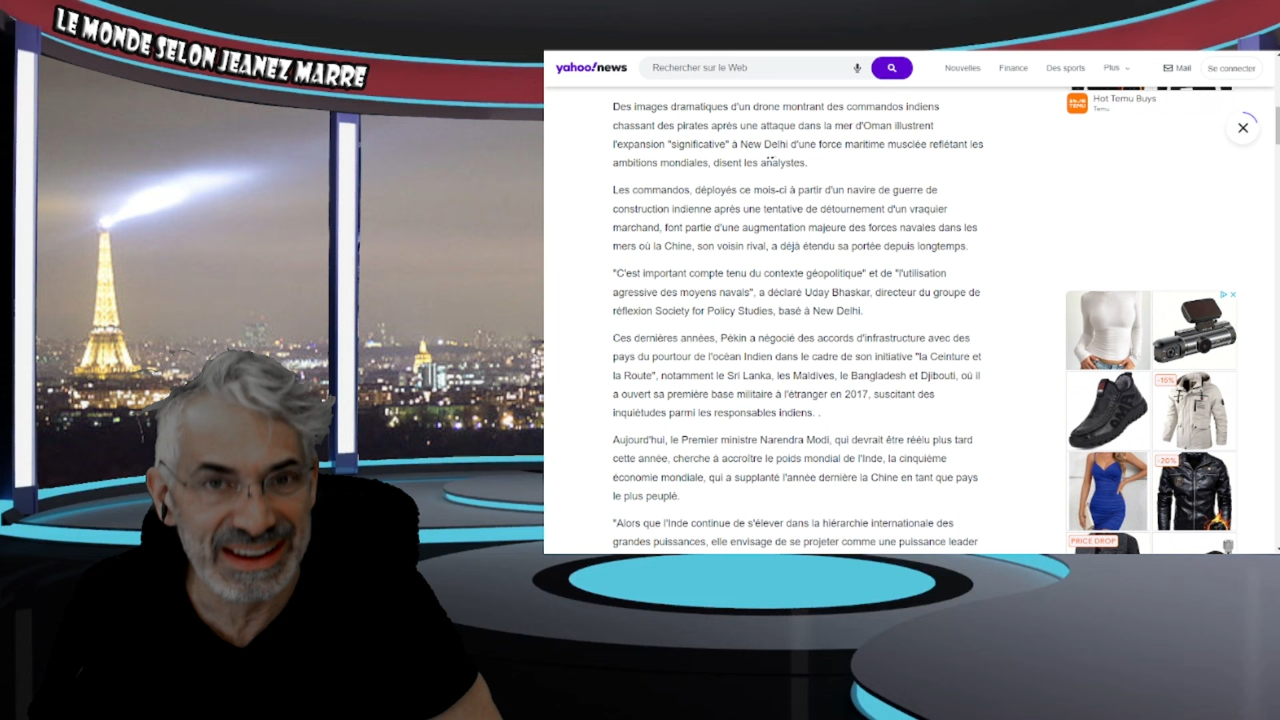 LE MONDE SELON JEANEZ MARRE
yahoo!news
Rechercher sur le Web
Nouvelles
Finance
Des sports
Plus
Mail
Se connecter
Des images dramatiques d'un drone montrant des commandos indiens
chassant des pirates après une attaque dans la mer d'Oman illustrent
l'expansion "significative" à New Delhi d'une force maritime musclée reflétant les
ambitions mondiales, disent les analystes.
Les commandos, déployés ce mois-ci à partir d'un navire de guerre de
construction indienne après une tentative de détournement d'un vraquier
marchand, font partie d'une augmentation majeure des forces navales dans les
mers où la Chine, son voisin rival, a déjà étendu sa portée depuis longtemps.
"C'est important compte tenu du contexte géopolitique" et de "l'utilisation
agressive des moyens navals", a déclaré Uday Bhaskar, directeur du groupe de
réflexion Society for Policy Studies, basé à New Delhi.
Ces dernières années, Pékin a négocié des accords d'infrastructure avec des
pays du pourtour de l'océan Indien dans le cadre de son initiative "la Ceinture et
la Route", notamment le Sri Lanka, les Maldives, le Bangladesh et Djibouti, où il
a ouvert sa première base militaire à l'étranger en 2017, suscitant des
inquiétudes parmi les responsables indiens. .
Aujourd'hui, le Premier ministre Narendra Modi, qui devrait être réélu plus tard
cette année, cherche à accroître le poids mondial de l'Inde, la cinquième
économie mondiale, qui a supplanté l'année dernière la Chine en tant que pays
le plus peuplé.
"Alors que l'Inde continue de s'élever dans la hiérarchie internationale des
grandes puissances, elle envisage de se projeter comme une puissance leader
Hot Temu Buys
Temu
-15%
-20%
PRICE DROP